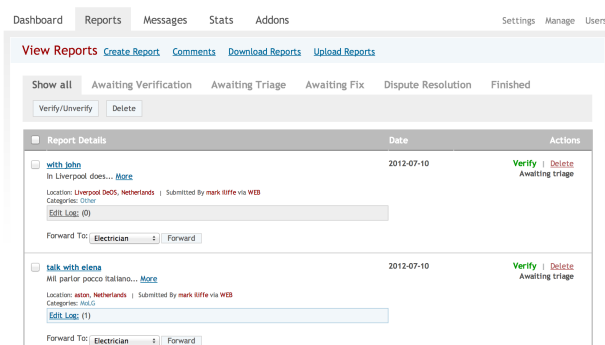 Dashboard Reports Messages Stats Addons Settings Manage Users
View Reports Create Report Comments Download Reports Upload Reports
Show all Awaiting Verification Awaiting Triage Awaiting Fix Dispute Resolution Finished
Verify/Unverify Delete
Report Details Date Actions
with john 2012-07-10 Verify | Delete
In Liverpool does... More Awaiting triage
Location: Liverpool DeOS, Netherlands | Submitted By mark iliffe via WEB
Categories: Other
Edit Log: (0)
Forward To: Electrician Forward
talk with elena 2012-07-10 Verify | Delete
Mil parlor pocco italiano... More Awaiting triage
Location: aston, Netherlands | Submitted By mark iliffe via WEB
Categories: MoLG
Edit Log: (1)
Forward To: Electrician Forward